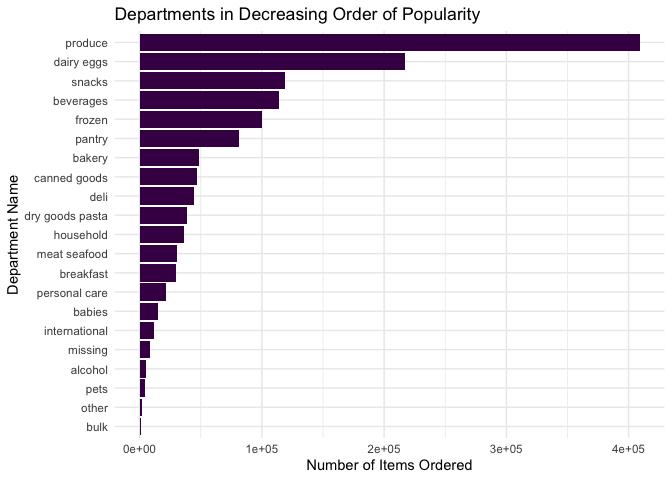 Departments in Decreasing Order of Popularity
Department Name
produce
dairy eggs
snacks
beverages
frozen
pantry
bakery
canned goods
deli
dry goods pasta
household
meat seafood
breakfast
personal care
babies
international
missing
alcohol
pets
other
bulk
0e+00 1e+05 2e+05 3e+05 4e+05
Number of Items Ordered